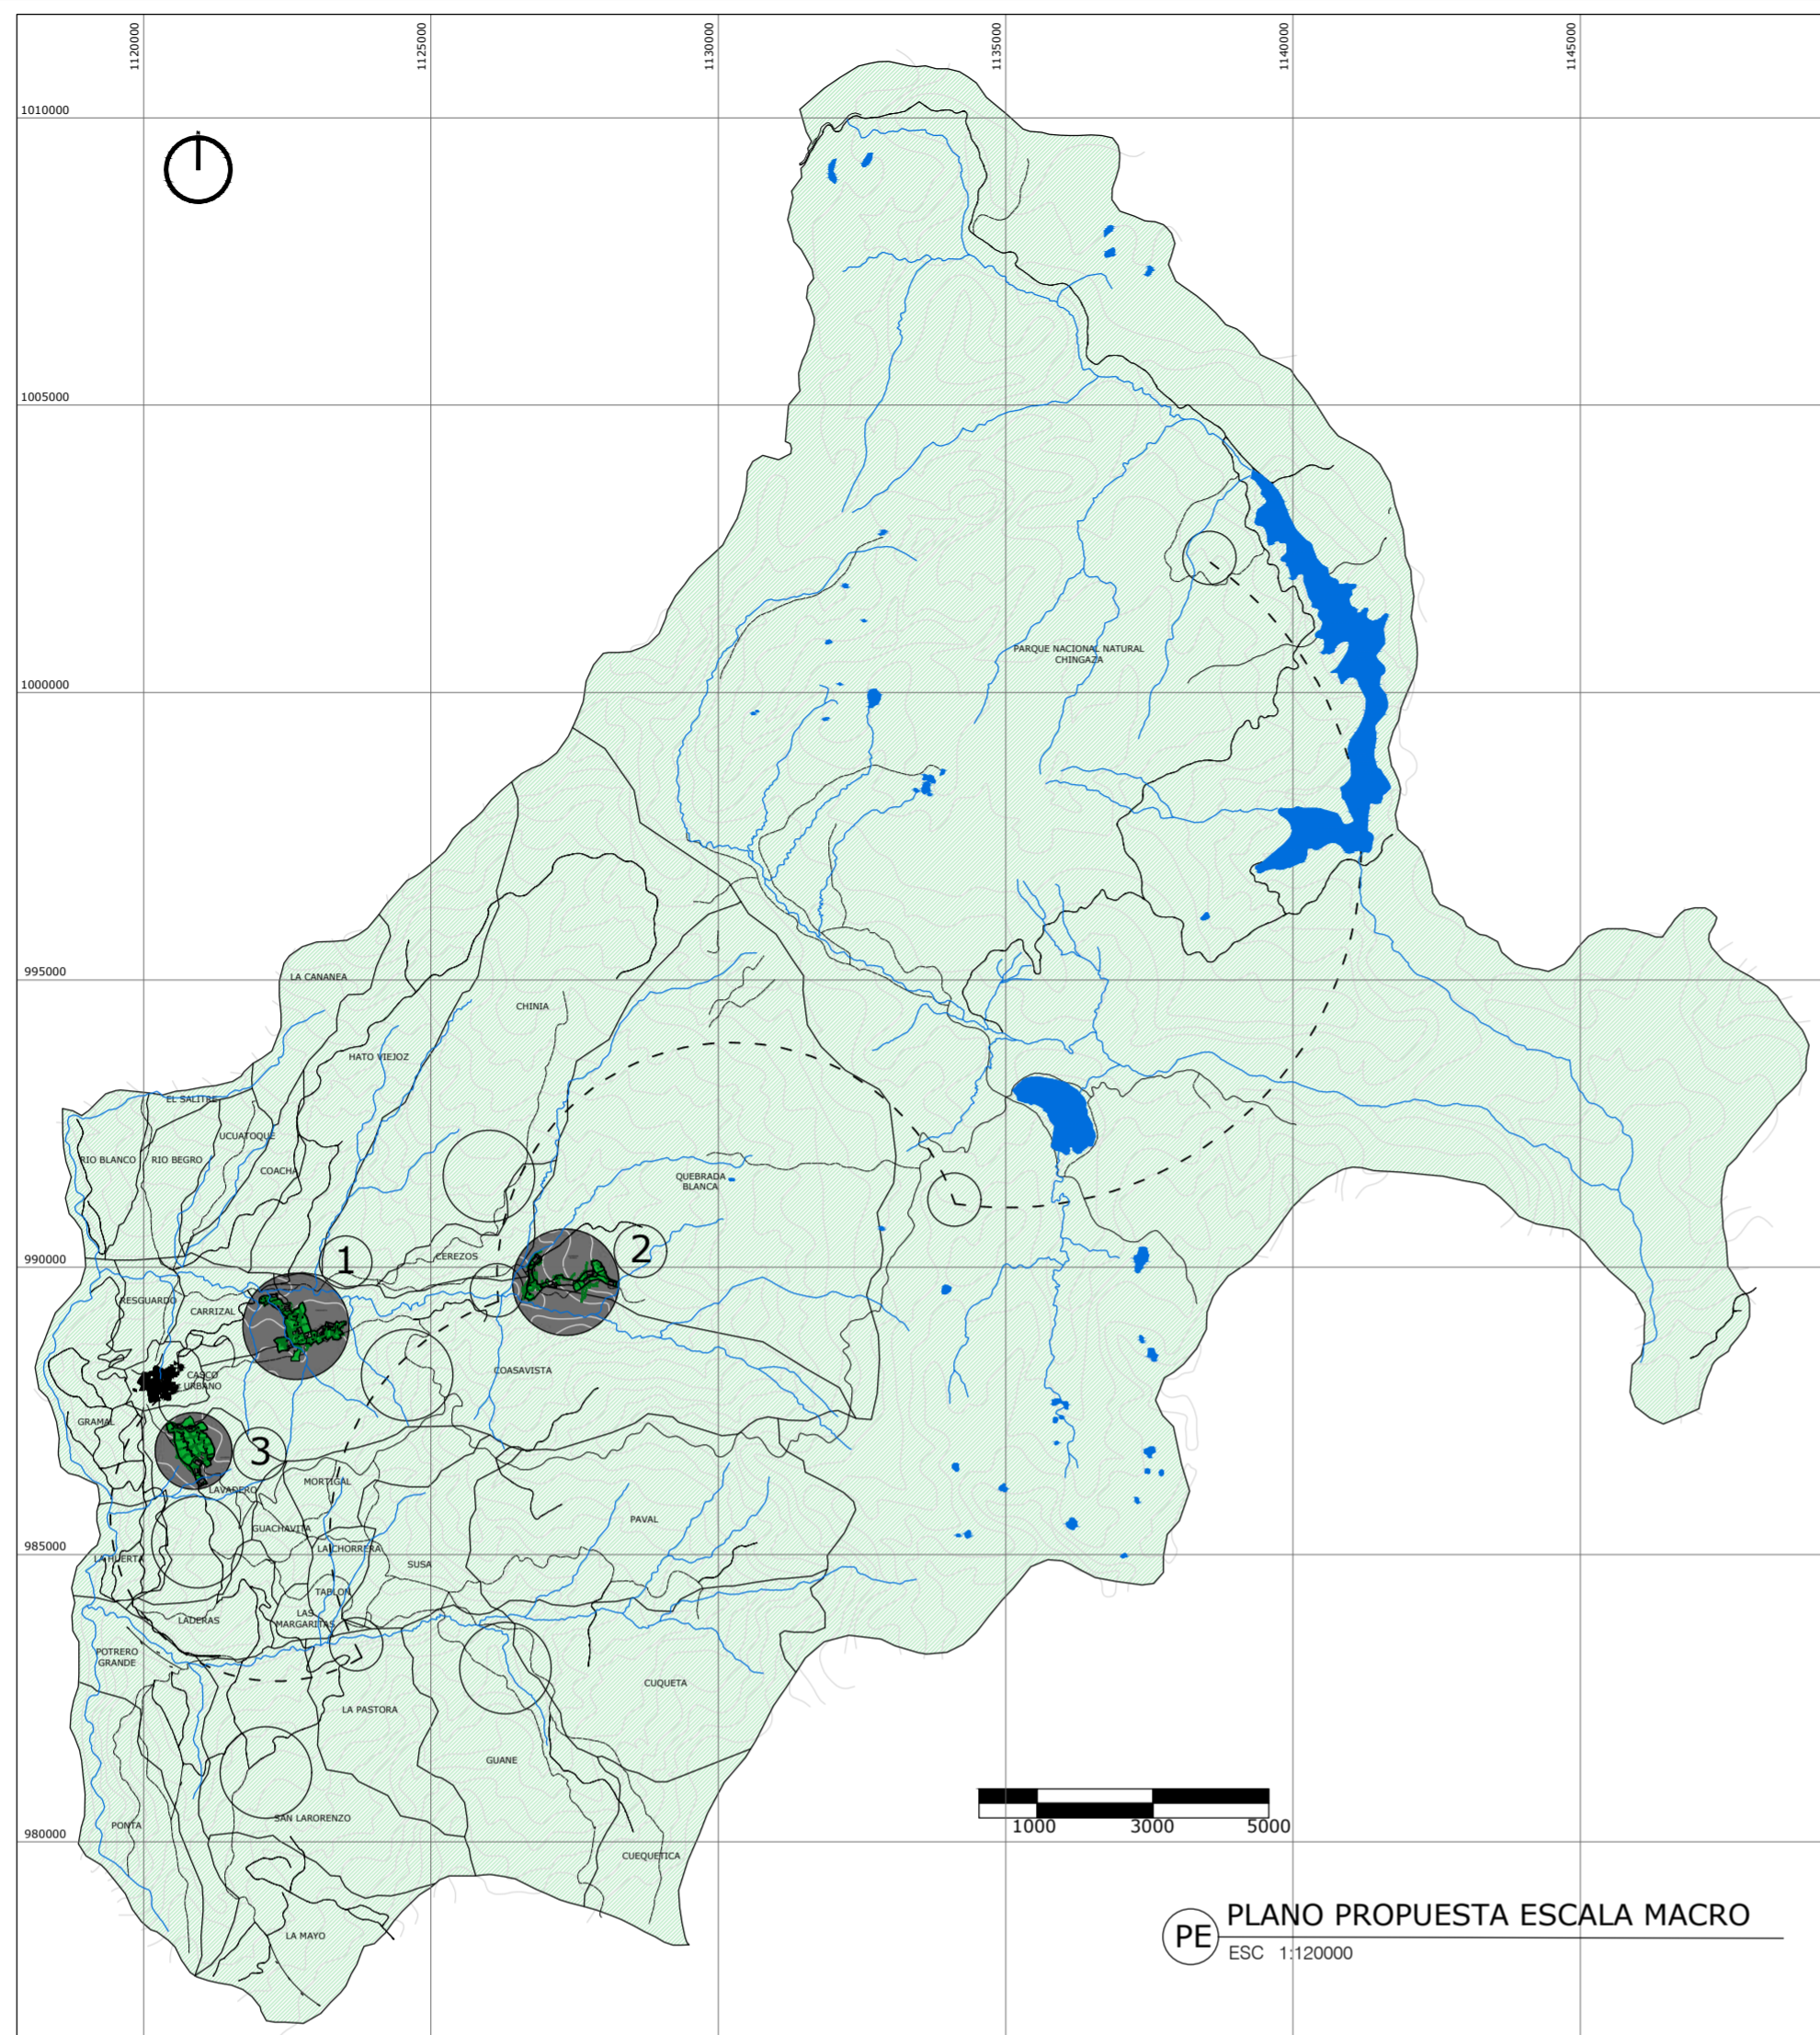 1120000
1125000
1130000
1135000
1140000
1145000
1010000
1005000
1000000
PARQUE NACIONAL NATURAL
CHINGAZA
995000
LA CANANEA
CHINIA
HATO VIEJOZ
EL SALITRE
UCUATOQUE
RIO BLANCO
RIO BEGRO
COACHA
QUEBRADA
BLANCA
990000
1
CEREZOS
2
RESGUARDO
CARRIZAL
CASCO
URBANO
COASAVISTA
GRAMAL
3
MORTIGAL
LAVADERO
GUACHAVITA
PAVAL
985000
LA HUERTA
LA CHORRERA
SUSA
TABLON
LADERAS
LAS
MARGARITAS
POTRERO
GRANDE
CUQUETA
LA PASTORA
GUANE
SAN LARORENZO
PONTA
980000
1000
3000
5000
CUEQUETICA
LA MAYO
PE
PLANO PROPUESTA ESCALA MACRO
ESC 1:120000